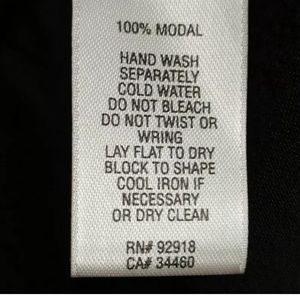 100% MODAL
HAND WASH
SEPARATELY
COLD WATER
DO NOT BLEACH
DO NOT TWIST OR
WRING
LAY FLAT TO DRY
BLOCK TO SHAPE
COOL IRON IF
NECESSARY
OR DRY CLEAN
RN# 92918
CA# 34460